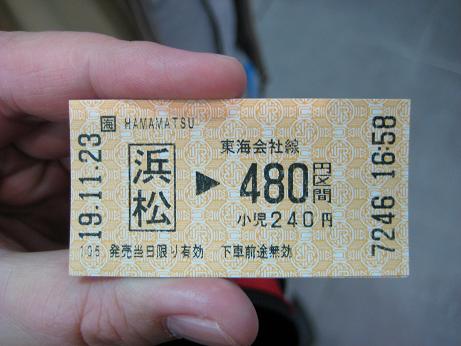 海 HAMAMATSU
東海会社線
浜松 ▶ 480円区間
小児240円
発売当日限り有効 下車前途無効
19.11.23
7246 16:58